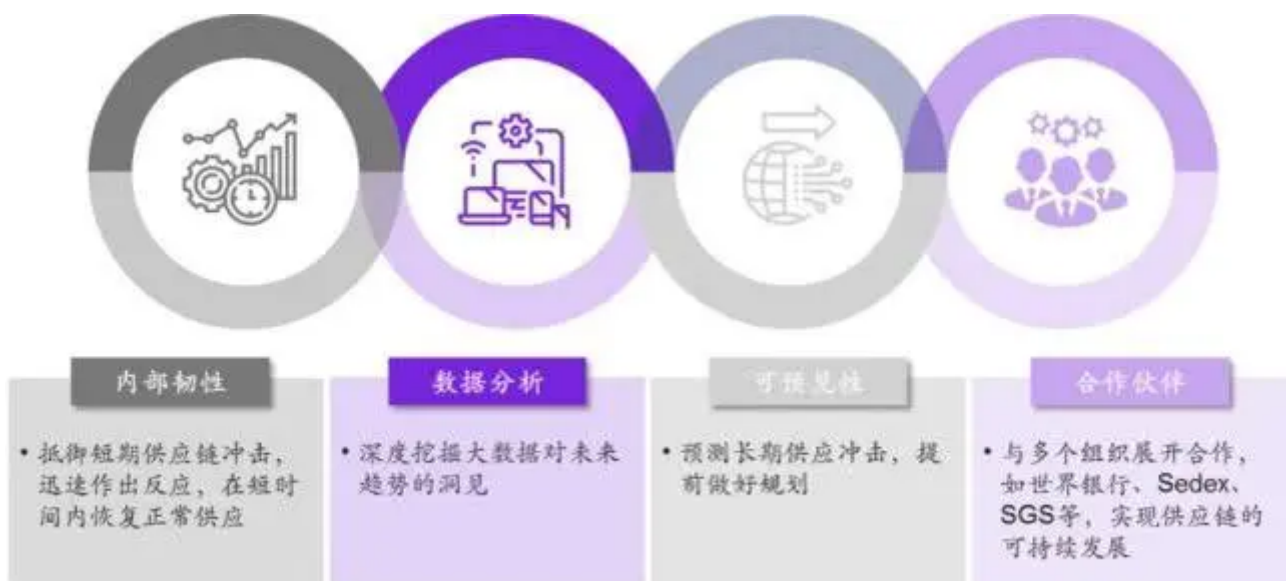 内部韧性
• 抵御短期供应链冲击，
迅速作出反应，在短时
间内恢复正常供应
数据分析
• 深度挖掘大数据对未来
趋势的洞见
可预见性
• 预测长期供应冲击，提
前做好规划
合作伙伴
• 与多个组织展开合作，
如世界银行、Sedex、
SGS等，实现供应链的
可持续发展